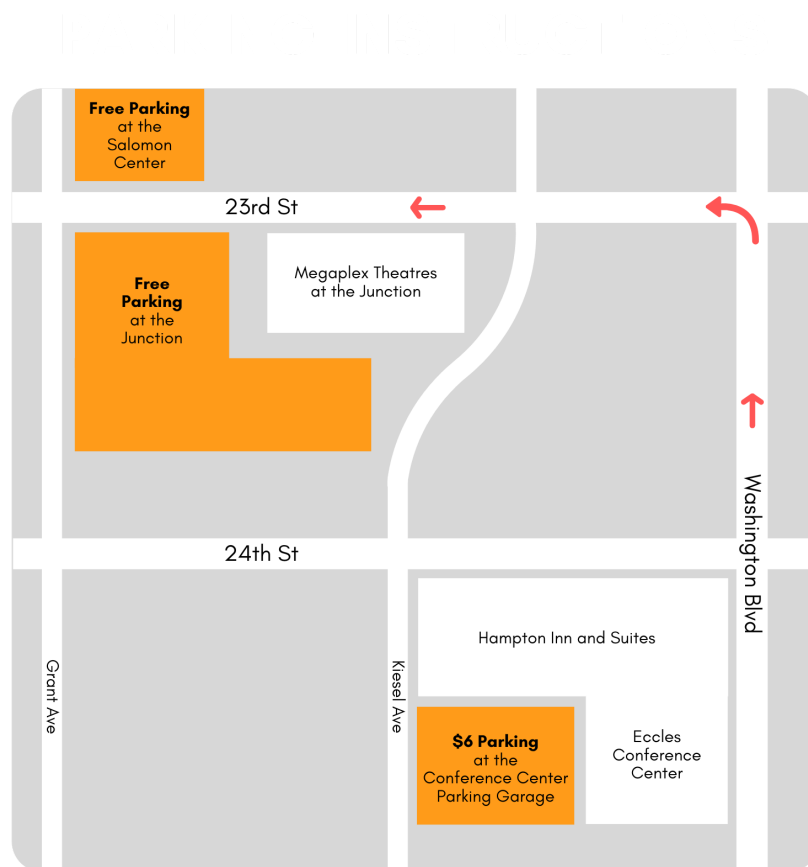 Free Parking
at the
Salomon
Center
23rd St
Free
Parking
at the
Junction
Megaplex Theatres
at the Junction
Washington Blvd
24th St
Hampton Inn and Suites
Grant Ave
Kiesel Ave
$6 Parking
at the
Conference Center
Parking Garage
Eccles
Conference
Center